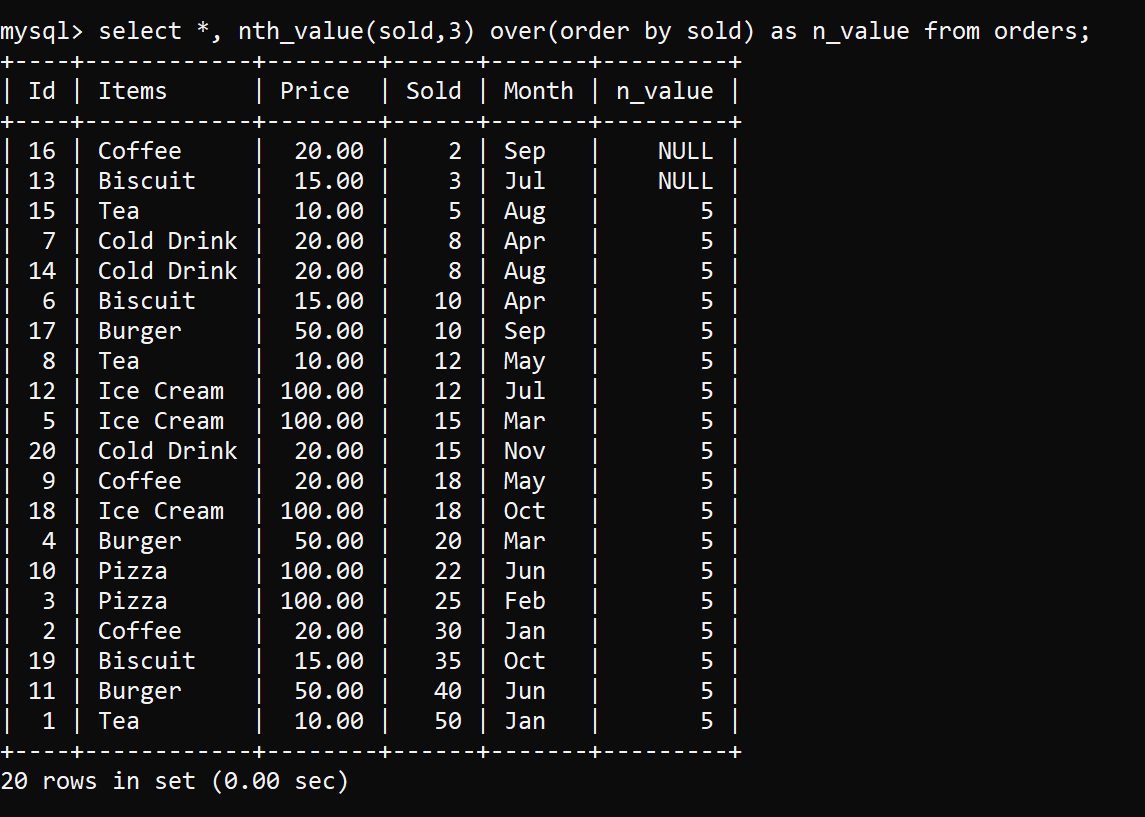 mysql> select *, nth_value(sold,3) over(order by sold) as n_value from orders;
+----+------------+--------+------+-------+---------+
| Id | Items      | Price  | Sold | Month | n_value |
+----+------------+--------+------+-------+---------+
| 16 | Coffee     |  20.00 |    2 | Sep   |    NULL |
| 13 | Biscuit    |  15.00 |    3 | Jul   |    NULL |
| 15 | Tea        |  10.00 |    5 | Aug   |       5 |
|  7 | Cold Drink |  20.00 |    8 | Apr   |       5 |
| 14 | Cold Drink |  20.00 |    8 | Aug   |       5 |
|  6 | Biscuit    |  15.00 |   10 | Apr   |       5 |
| 17 | Burger     |  50.00 |   10 | Sep   |       5 |
|  8 | Tea        |  10.00 |   12 | May   |       5 |
| 12 | Ice Cream  | 100.00 |   12 | Jul   |       5 |
|  5 | Ice Cream  | 100.00 |   15 | Mar   |       5 |
| 20 | Cold Drink |  20.00 |   15 | Nov   |       5 |
|  9 | Coffee     |  20.00 |   18 | May   |       5 |
| 18 | Ice Cream  | 100.00 |   18 | Oct   |       5 |
|  4 | Burger     |  50.00 |   20 | Mar   |       5 |
| 10 | Pizza      | 100.00 |   22 | Jun   |       5 |
|  3 | Pizza      | 100.00 |   25 | Feb   |       5 |
|  2 | Coffee     |  20.00 |   30 | Jan   |       5 |
| 19 | Biscuit    |  15.00 |   35 | Oct   |       5 |
| 11 | Burger     |  50.00 |   40 | Jun   |       5 |
|  1 | Tea        |  10.00 |   50 | Jan   |       5 |
+----+------------+--------+------+-------+---------+
20 rows in set (0.00 sec)